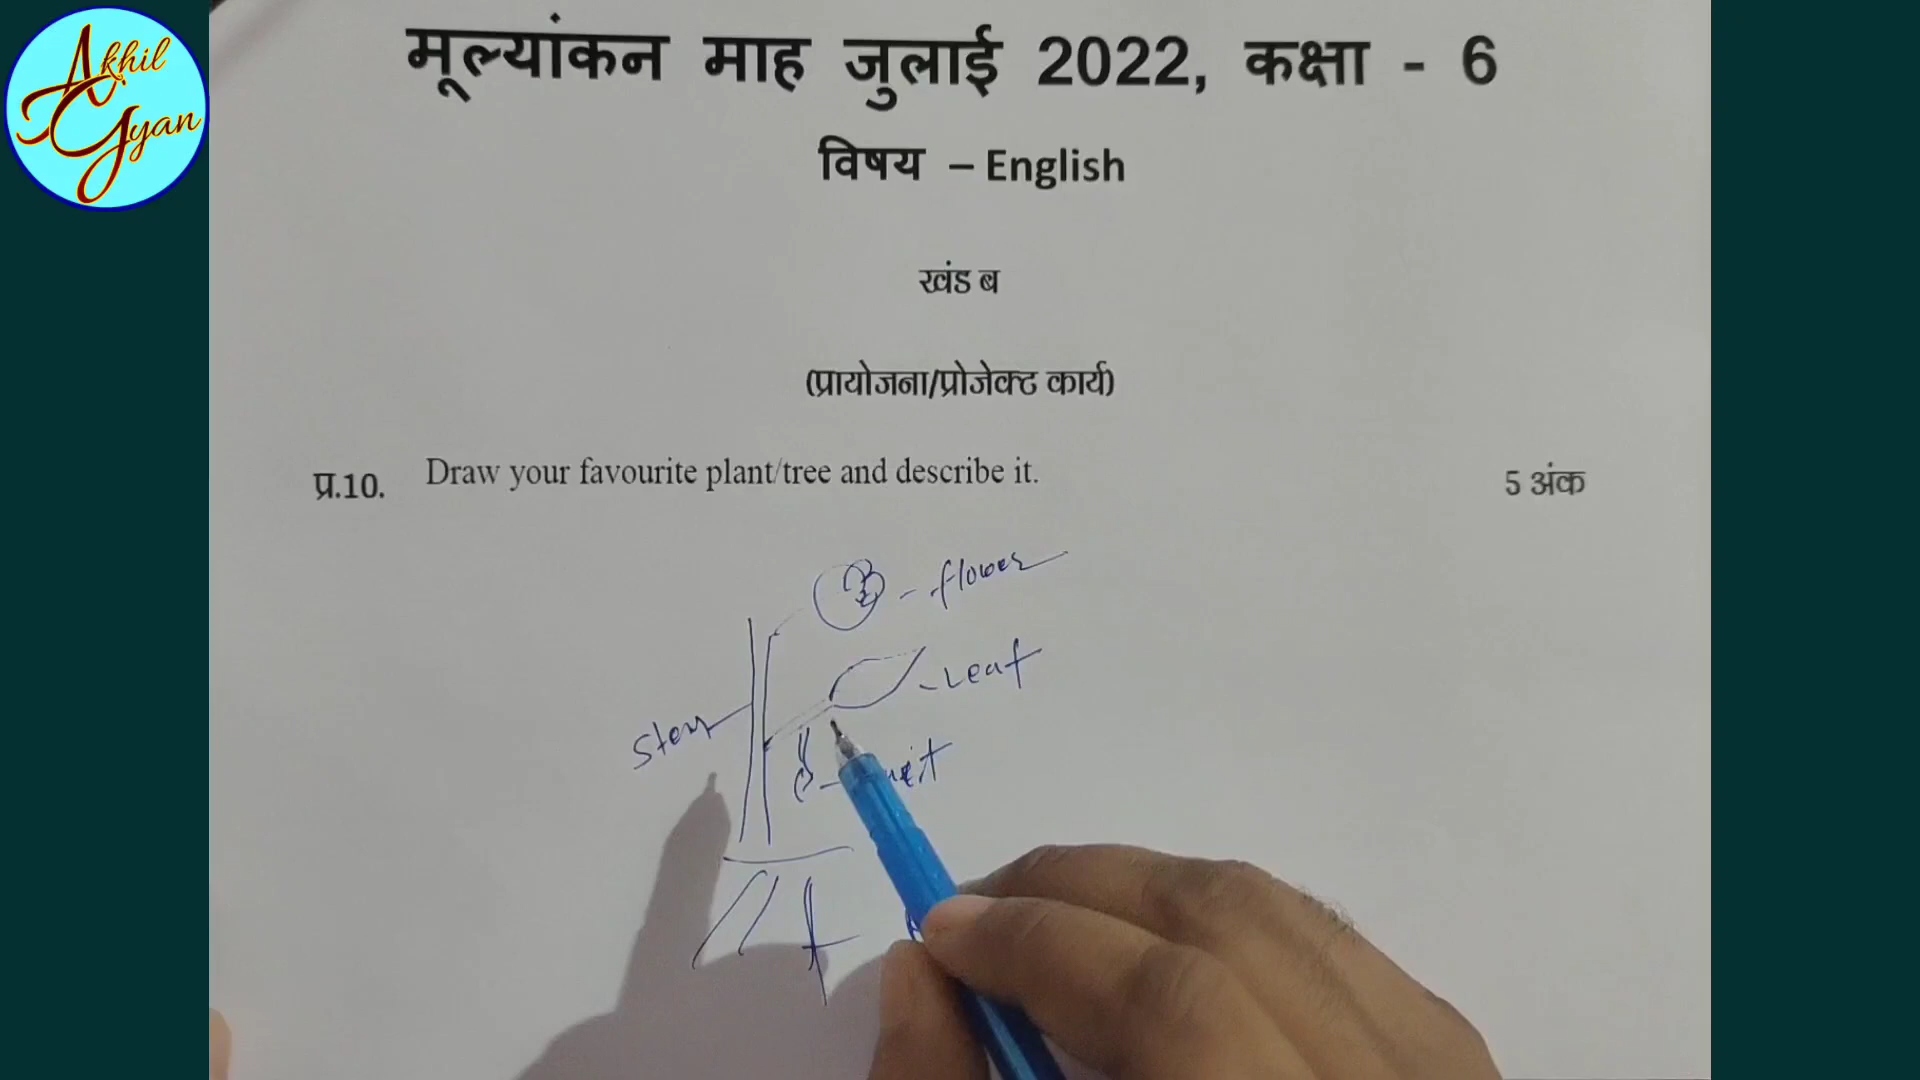 Akhil
Gyan
मूल्यांकन माह जुलाई 2022, कक्षा - 6
विषय – English
खंड ब
(प्रायोजना/प्रोजेक्ट कार्य)
प्र.10. Draw your favourite plant/tree and describe it. 5 अंक
flower
Leaf
Stem